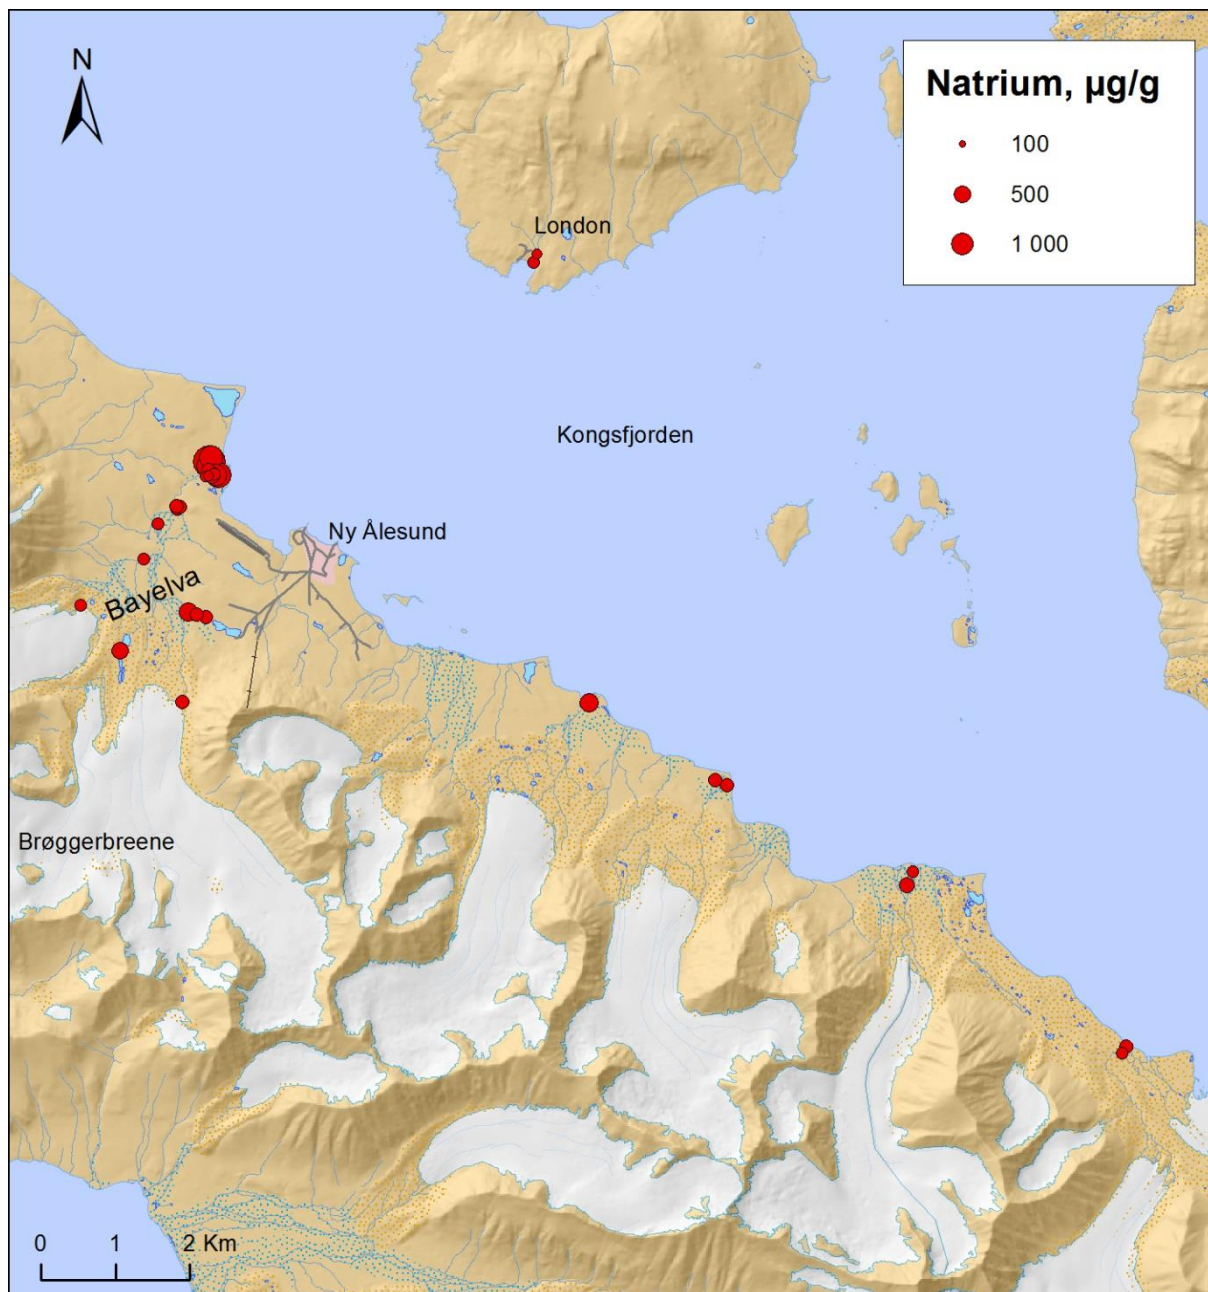 N
Natrium, µg/g
100
500
1 000
London
Kongsfjorden
Ny Ålesund
Bayelva
Brøggerbreene
0 1 2 Km